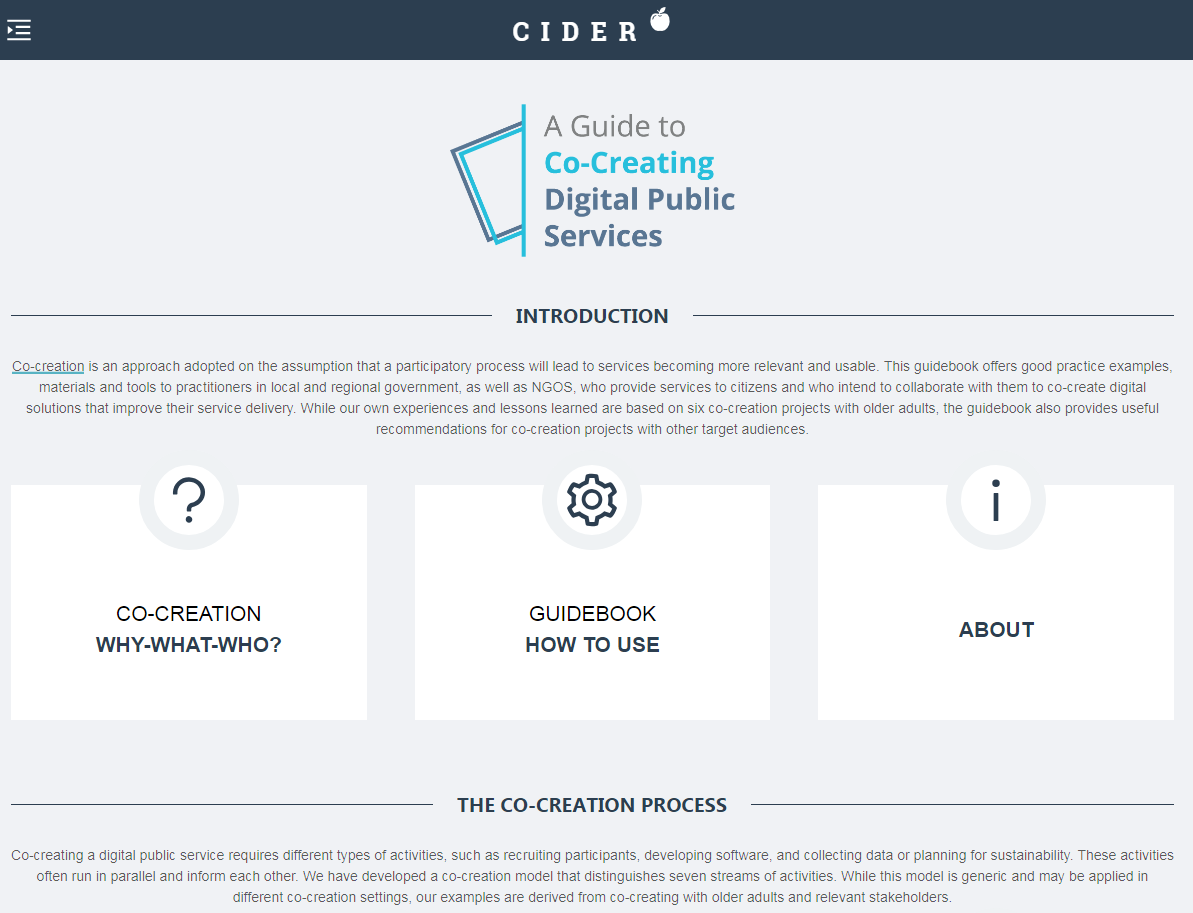 CIDER
A Guide to
Co-Creating
Digital Public
Services
INTRODUCTION
Co-creation is an approach adopted on the assumption that a participatory process will lead to services becoming more relevant and usable. This guidebook offers good practice examples,
materials and tools to practitioners in local and regional government, as well as NGOS, who provide services to citizens and who intend to collaborate with them to co-create digital
solutions that improve their service delivery. While our own experiences and lessons learned are based on six co-creation projects with older adults, the guidebook also provides useful
recommendations for co-creation projects with other target audiences.
?
i
CO-CREATION
WHY-WHAT-WHO?
GUIDEBOOK
HOW TO USE
ABOUT
THE CO-CREATION PROCESS
Co-creating a digital public service requires different types of activities, such as recruiting participants, developing software, and collecting data or planning for sustainability. These activities
often run in parallel and inform each other. We have developed a co-creation model that distinguishes seven streams of activities. While this model is generic and may be applied in
different co-creation settings, our examples are derived from co-creating with older adults and relevant stakeholders.